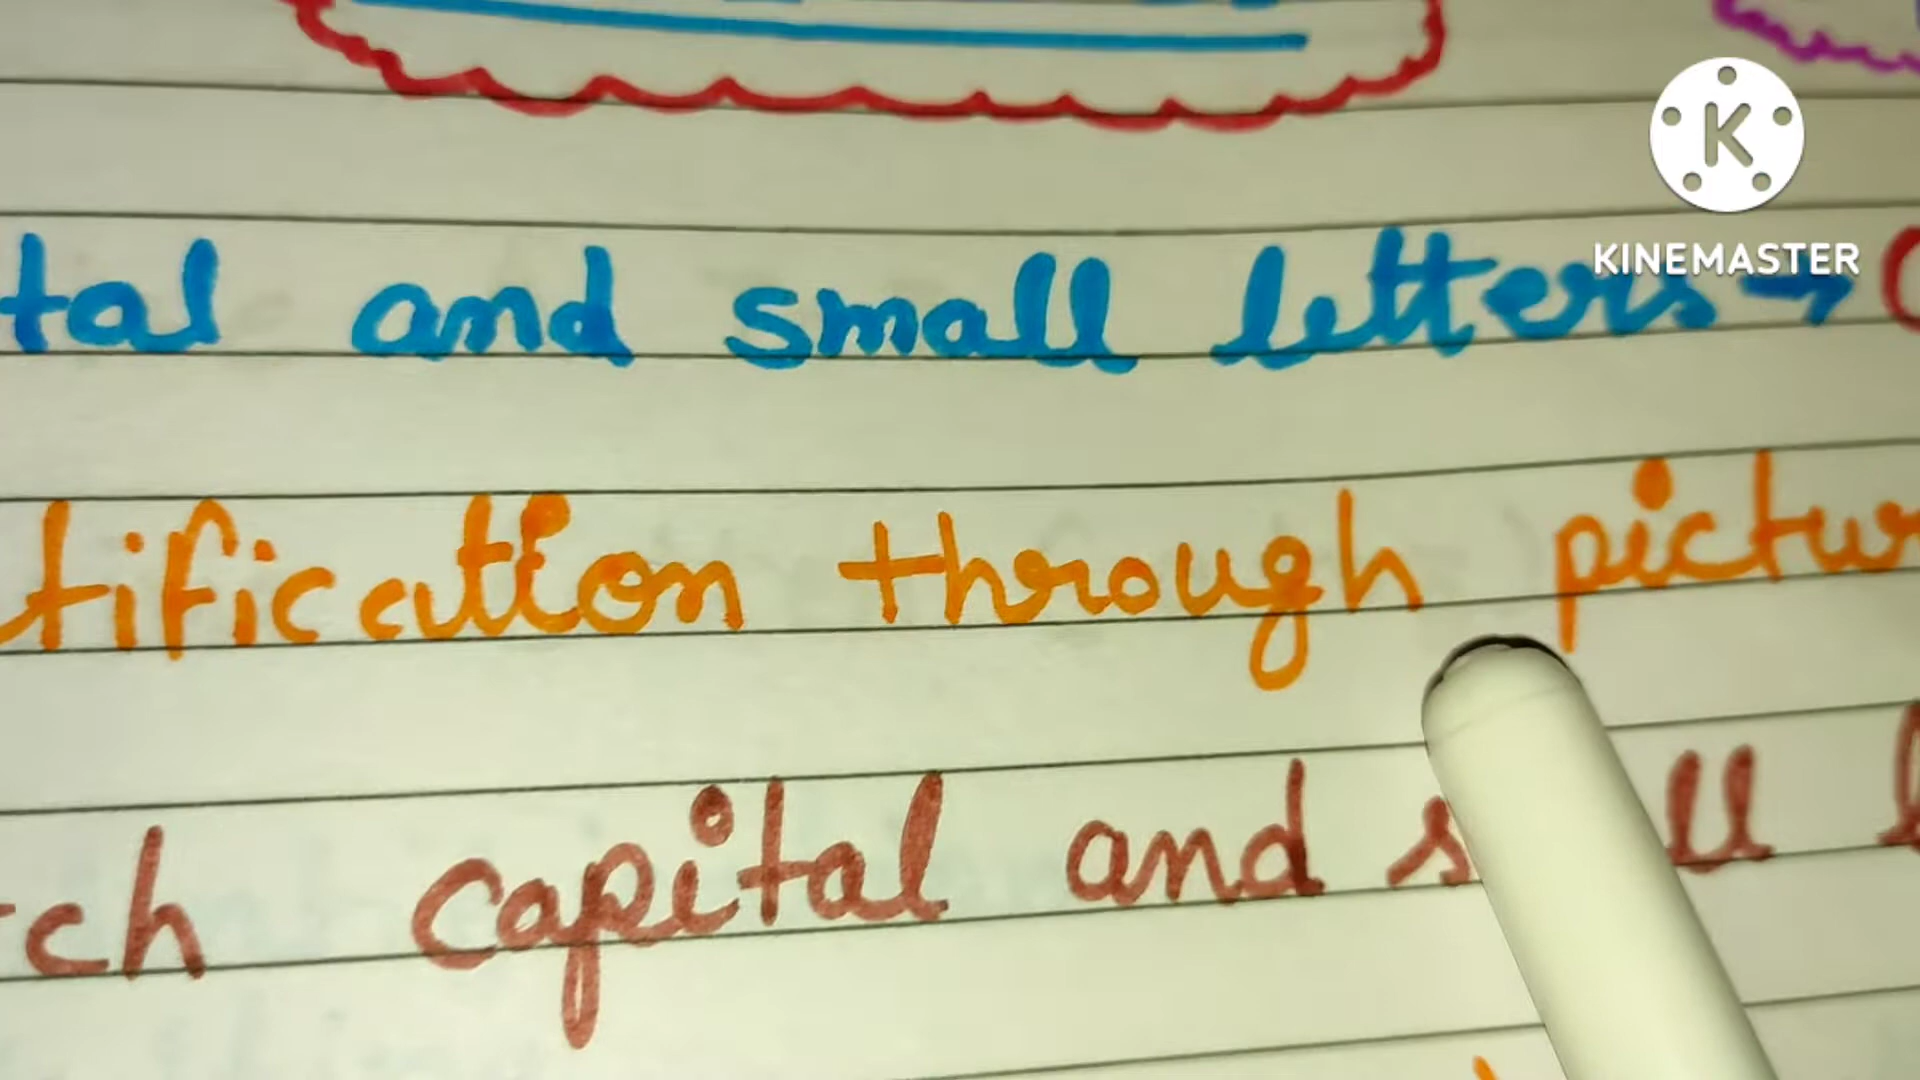 tal and small letters →
tification through pictur
ch capital and s ll
K
KINEMASTER